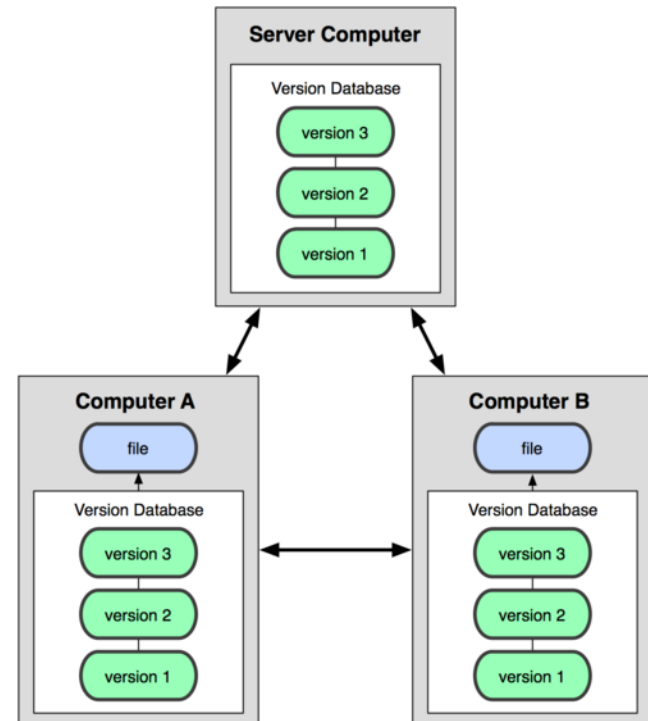 Server Computer
Version Database
version 3
version 2
version 1
Computer A
file
Version Database
version 3
version 2
version 1
Computer B
file
Version Database
version 3
version 2
version 1